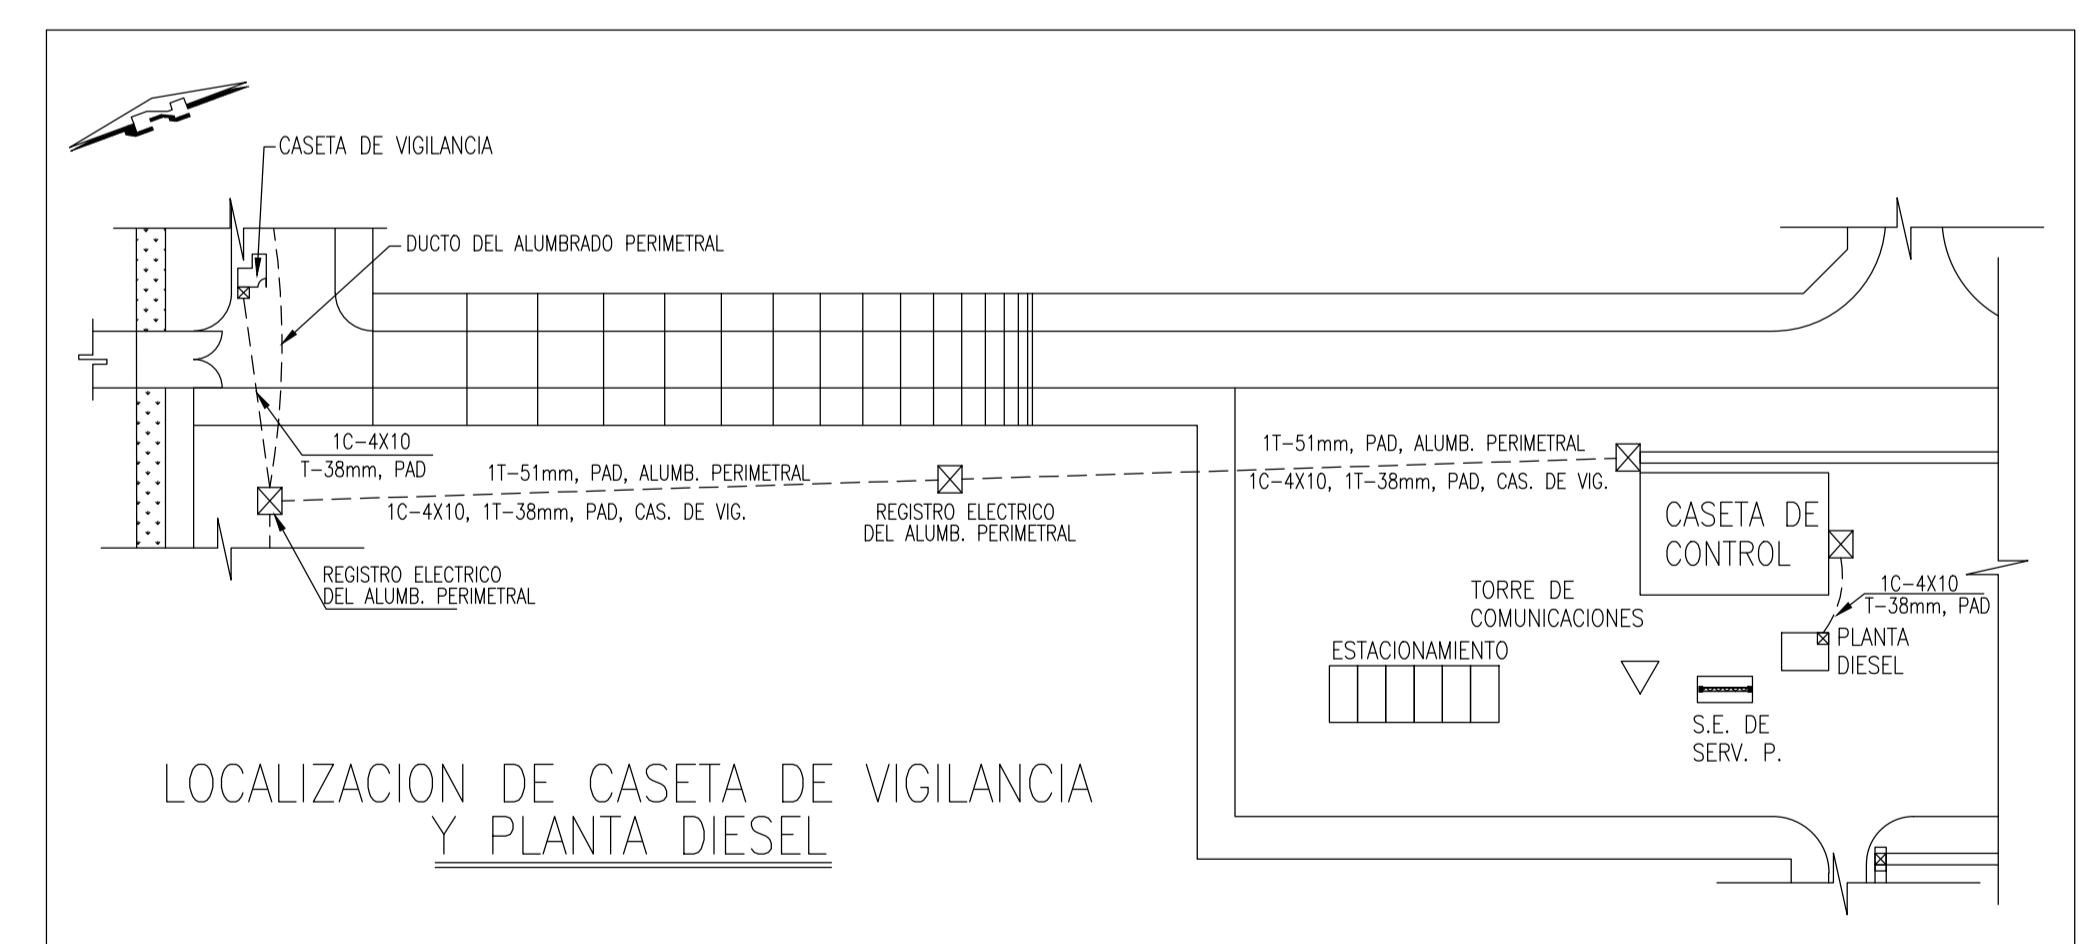 CASETA DE VIGILANCIA
DUCTO DEL ALUMBRADO PERIMETRAL
1C-4X10
T-38mm, PAD
1T-51mm, PAD, ALUMB. PERIMETRAL
1C-4X10, 1T-38mm, PAD, CAS. DE VIG.
REGISTRO ELECTRICO
DEL ALUMB. PERIMETRAL
1T-51mm, PAD, ALUMB. PERIMETRAL
1C-4X10, 1T-38mm, PAD, CAS. DE VIG.
CASETA DE
CONTROL
REGISTRO ELECTRICO
DEL ALUMB. PERIMETRAL
1C-4X10
T-38mm, PAD
TORRE DE
COMUNICACIONES
PLANTA
DIESEL
ESTACIONAMIENTO
S.E. DE
SERV. P.
LOCALIZACION DE CASETA DE VIGILANCIA
Y PLANTA DIESEL